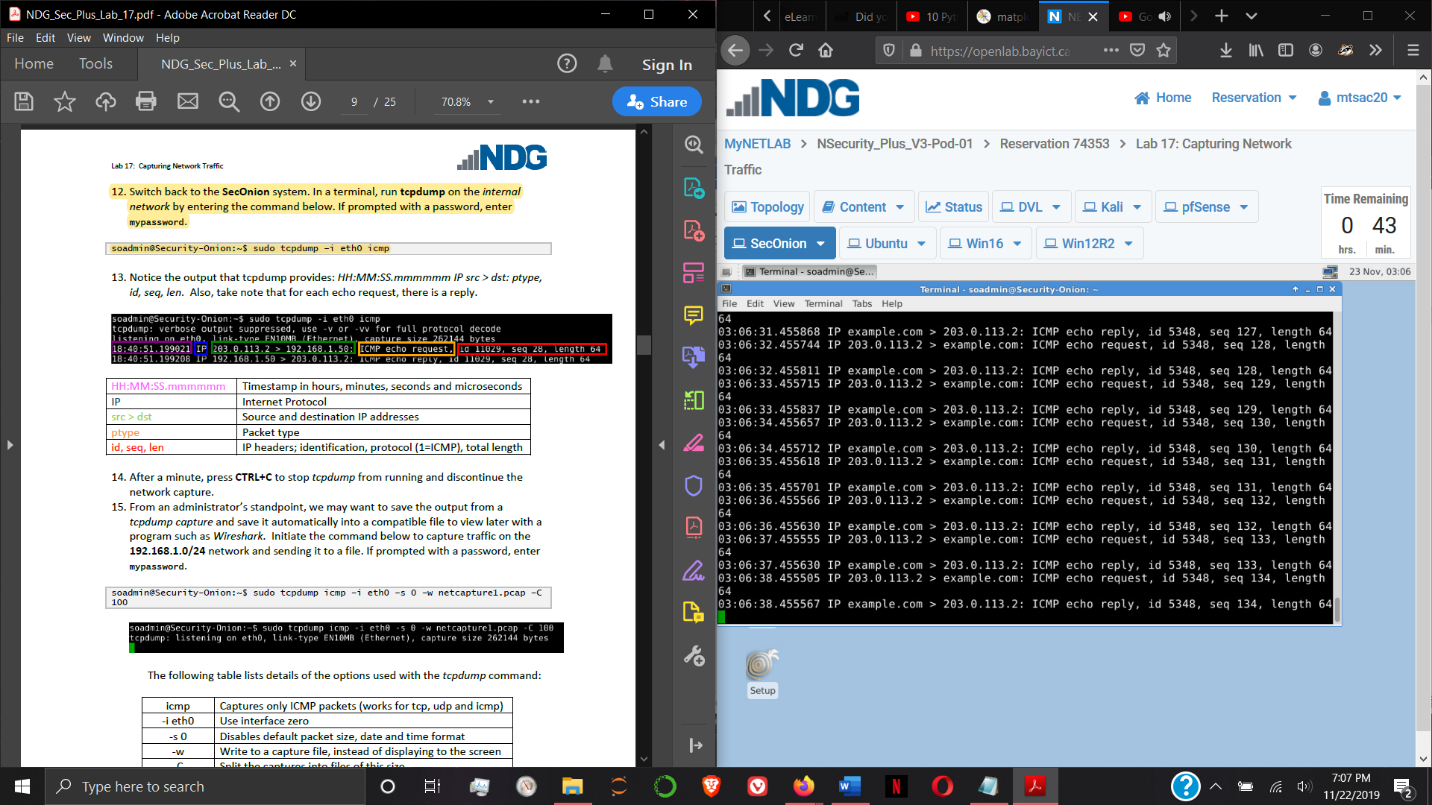 NDG_Sec_Plus_Lab_17.pdf - Adobe Acrobat Reader DC
File Edit View Window Help
Home Tools NDG_Sec_Plus_Lab_... × Sign In
9 / 25 70.8% Share
Lab 17: Capturing Network Traffic
NDG
12. Switch back to the SecOnion system. In a terminal, run tcpdump on the internal
network by entering the command below. If prompted with a password, enter
mypassword.
soadmin@Security-Onion:~$ sudo tcpdump -i eth0 icmp
13. Notice the output that tcpdump provides: HH:MM:SS.mmmmmm IP src > dst: ptype,
id, seq, len. Also, take note that for each echo request, there is a reply.
soadmin@Security-Onion:~$ sudo tcpdump -i eth0 icmp
tcpdump: verbose output suppressed, use -v or -vv for full protocol decode
listening on eth0, link-type EN10MB (Ethernet), capture size 262144 bytes
18:40:51.199021 IP 203.0.113.2 > 192.168.1.50: ICMP echo request, id 11029, seq 28, length 64
18:40:51.199208 IP 192.168.1.50 > 203.0.113.2: ICMP echo reply, id 11029, seq 28, length 64
HH:MM:SS.mmmmmm Timestamp in hours, minutes, seconds and microseconds
IP Internet Protocol
src > dst Source and destination IP addresses
ptype Packet type
id, seq, len IP headers; identification, protocol (1=ICMP), total length
14. After a minute, press CTRL+C to stop tcpdump from running and discontinue the
network capture.
15. From an administrator's standpoint, we may want to save the output from a
tcpdump capture and save it automatically into a compatible file to view later with a
program such as Wireshark. Initiate the command below to capture traffic on the
192.168.1.0/24 network and sending it to a file. If prompted with a password, enter
mypassword.
soadmin@Security-Onion:~$ sudo tcpdump icmp -i eth0 -s 0 -w netcapture1.pcap -C
100
soadmin@Security-Onion:~$ sudo tcpdump icmp -i eth0 -s 0 -w netcapture1.pcap -C 100
tcpdump: listening on eth0, link-type EN10MB (Ethernet), capture size 262144 bytes
The following table lists details of the options used with the tcpdump command:
icmp Captures only ICMP packets (works for tcp, udp and icmp)
-i eth0 Use interface zero
-s 0 Disables default packet size, date and time format
-w Write to a capture file, instead of displaying to the screen
-C Split the captures into files of this size
eLearn Did yo 10 Pyt matpl NE Go
https://openlab.bayict.ca
NDG
Home Reservation mtsac20
MyNETLAB > NSecurity_Plus_V3-Pod-01 > Reservation 74353 > Lab 17: Capturing Network
Traffic
Topology Content Status DVL Kali pfSense
SecOnion Ubuntu Win16 Win12R2
Time Remaining
0 43
hrs. min.
Terminal - soadmin@Se... 23 Nov, 03:06
Terminal - soadmin@Security-Onion: ~
File Edit View Terminal Tabs Help
64
03:06:31.455868 IP example.com > 203.0.113.2: ICMP echo reply, id 5348, seq 127, length 64
03:06:32.455744 IP 203.0.113.2 > example.com: ICMP echo request, id 5348, seq 128, length
64
03:06:32.455811 IP example.com > 203.0.113.2: ICMP echo reply, id 5348, seq 128, length 64
03:06:33.455715 IP 203.0.113.2 > example.com: ICMP echo request, id 5348, seq 129, length
64
03:06:33.455837 IP example.com > 203.0.113.2: ICMP echo reply, id 5348, seq 129, length 64
03:06:34.455657 IP 203.0.113.2 > example.com: ICMP echo request, id 5348, seq 130, length
64
03:06:34.455712 IP example.com > 203.0.113.2: ICMP echo reply, id 5348, seq 130, length 64
03:06:35.455618 IP 203.0.113.2 > example.com: ICMP echo request, id 5348, seq 131, length
64
03:06:35.455701 IP example.com > 203.0.113.2: ICMP echo reply, id 5348, seq 131, length 64
03:06:36.455566 IP 203.0.113.2 > example.com: ICMP echo request, id 5348, seq 132, length
64
03:06:36.455630 IP example.com > 203.0.113.2: ICMP echo reply, id 5348, seq 132, length 64
03:06:37.455555 IP 203.0.113.2 > example.com: ICMP echo request, id 5348, seq 133, length
64
03:06:37.455630 IP example.com > 203.0.113.2: ICMP echo reply, id 5348, seq 133, length 64
03:06:38.455505 IP 203.0.113.2 > example.com: ICMP echo request, id 5348, seq 134, length
64
03:06:38.455567 IP example.com > 203.0.113.2: ICMP echo reply, id 5348, seq 134, length 64
Setup
Type here to search
7:07 PM
11/22/2019
2